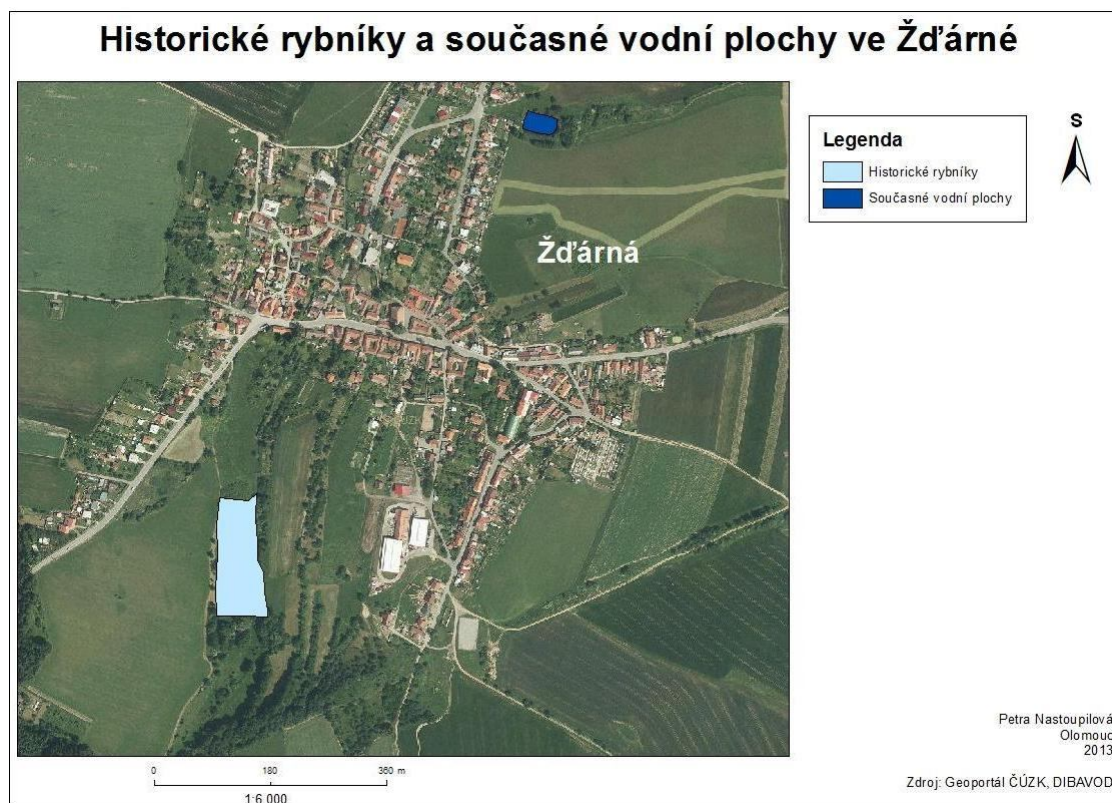 Historické rybníky a současné vodní plochy ve Žďárné
Legenda
Historické rybníky
Současné vodní plochy
S
Žďárná
0 180 360 m
1:6 000
Petra Nastoupilová
Olomouc
2013
Zdroj: Geoportál ČÚZK, DIBAVOD